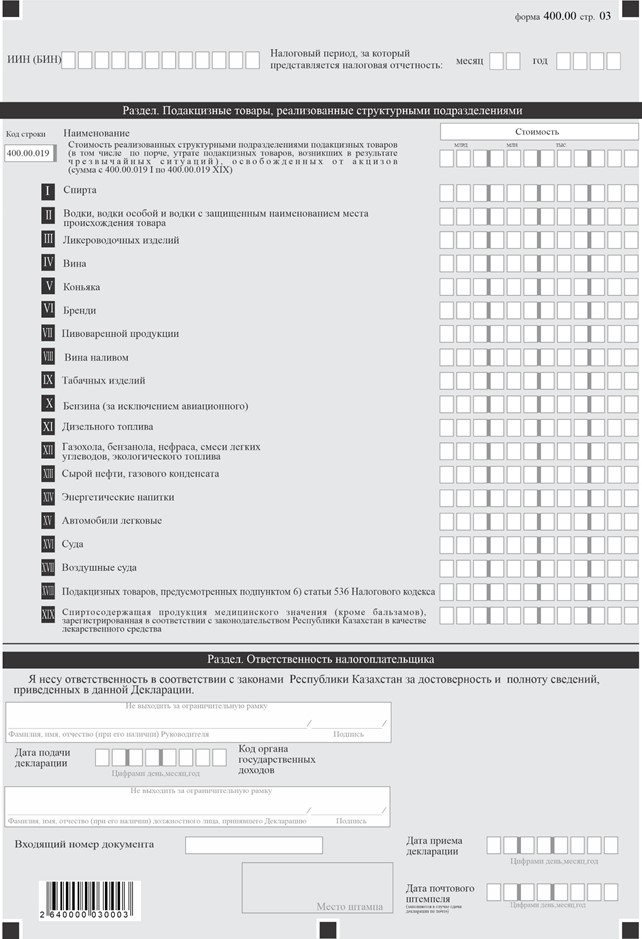 форма 400.00 стр. 03
ИИН (БИН)
Налоговый период, за который
представляется налоговая отчетность:
месяц
год
Раздел. Подакцизные товары, реализованные структурными подразделениями
Код строки
Наименование
Стоимость
400.00.019
Стоимость реализованных структурными подразделениями подакцизных товаров
(в том числе по порче, утрате подакцизных товаров, возникших в результате
чрезвычайных ситуаций), освобожденных от акцизов
(сумма с 400.00.019 I по 400.00.019 XIX)
МЛРД МЛН ТЫС
I Спирта
II Водки, водки особой и водки с защищенным наименованием места
происхождения товара
III Ликероводочных изделий
IV Вина
V Коньяка
VI Бренди
VII Пивоваренной продукции
VIII Вина наливом
IX Табачных изделий
X Бензина (за исключением авиационного)
XI Дизельного топлива
XII Газохола, бензанола, нефраса, смеси легких
углеводов, экологического топлива
XIII Сырой нефти, газового конденсата
XIV Энергетические напитки
XV Автомобили легковые
XVI Суда
XVII Воздушные суда
XVIII Подакцизных товаров, предусмотренных подпунктом 6) статьи 536 Налогового кодекса
XIX Спиртосодержащая продукция медицинского значения (кроме бальзамов),
зарегистрированная в соответствии с законодательством Республики Казахстан в качестве
лекарственного средства
Раздел. Ответственность налогоплательщика
Я несу ответственность в соответствии с законами Республики Казахстан за достоверность и полноту сведений,
приведенных в данной Декларации.
Не выходить за ограничительную рамку
/ /
Фамилия, имя, отчество (при его наличии) Руководителя Подпись
Дата подачи
декларации
Цифрами день,месяц,год
Код органа
государственных
доходов
Не выходить за ограничительную рамку
/ /
Фамилия, имя, отчество (при его наличии) должностного лица, принявшего Декларацию Подпись
Входящий номер документа
Дата приема
декларации
Цифрами день,месяц,год
Место штампа
Дата почтового
штемпеля
(заполняется в случае сдачи
декларации по почте)
Цифрами день,месяц,год
2 640000 030003